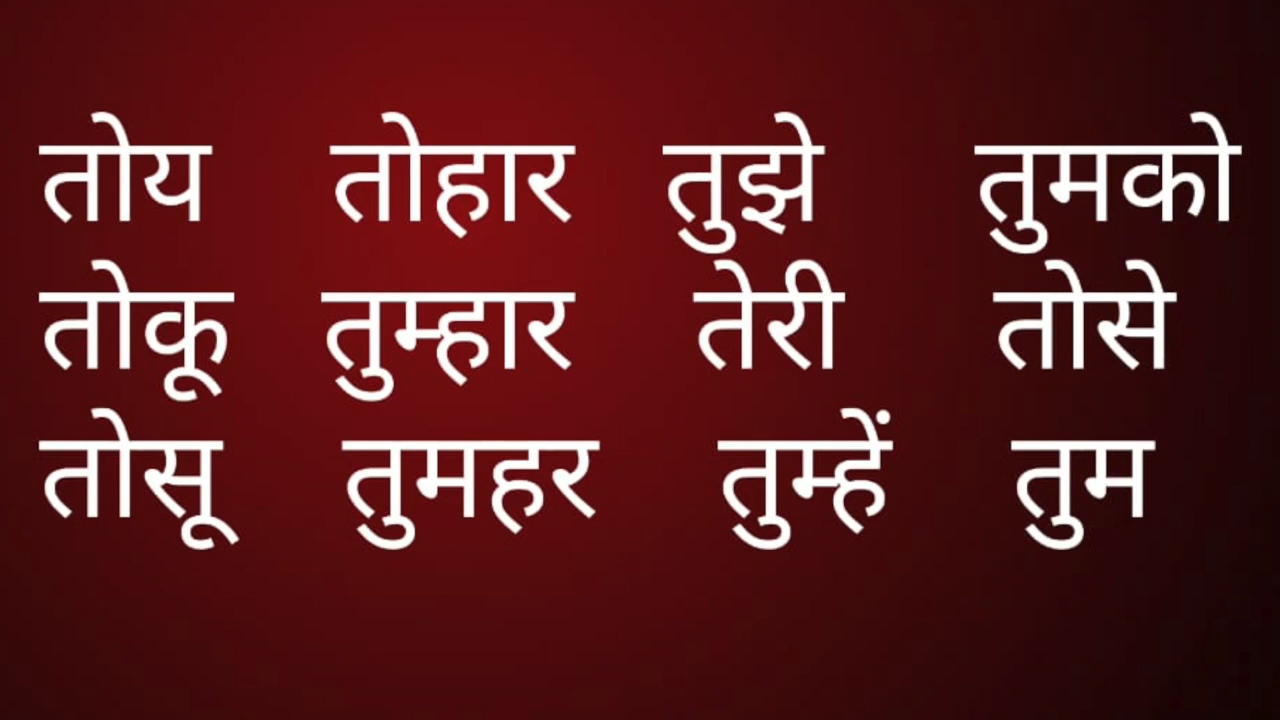 तोय तोहार तुझे तुमको
तोकू तुम्हार तेरी तोसे
तोसू तुमहर तुम्हें तुम